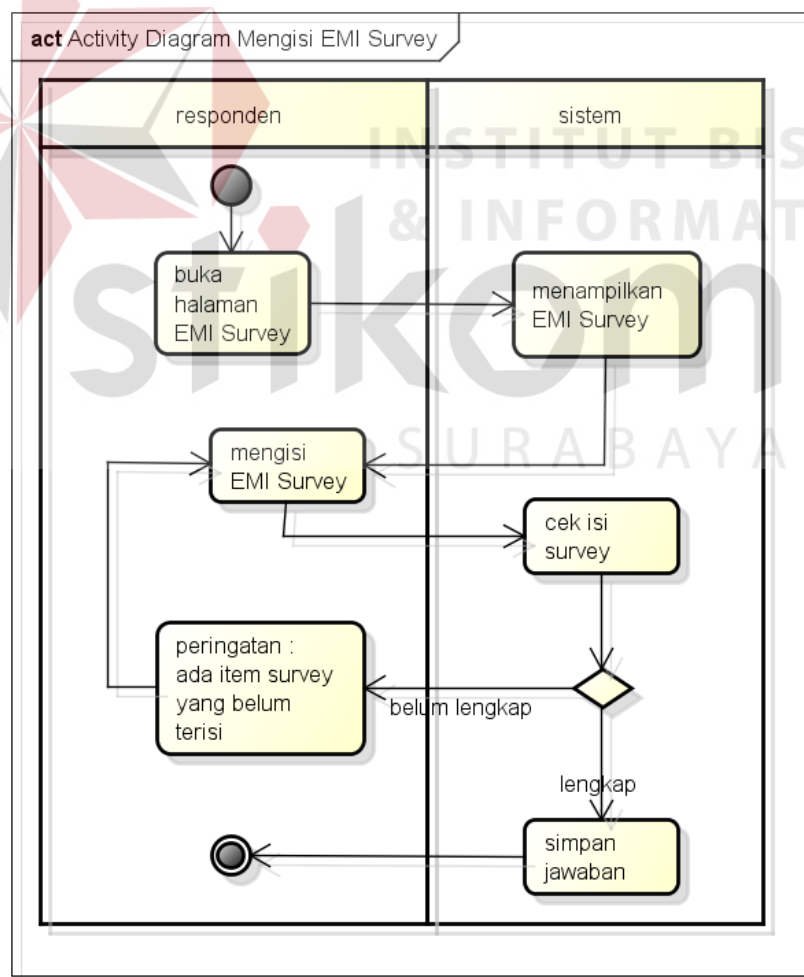 act Activity Diagram Mengisi EMI Survey
responden
sistem
INSTITUT BIS
& INFORMAT
stikom
SURABAYA
buka
halaman
EMI Survey
menampilkan
EMI Survey
mengisi
EMI Survey
cek isi
survey
peringatan :
ada item survey
yang belum
terisi
belum lengkap
lengkap
simpan
jawaban